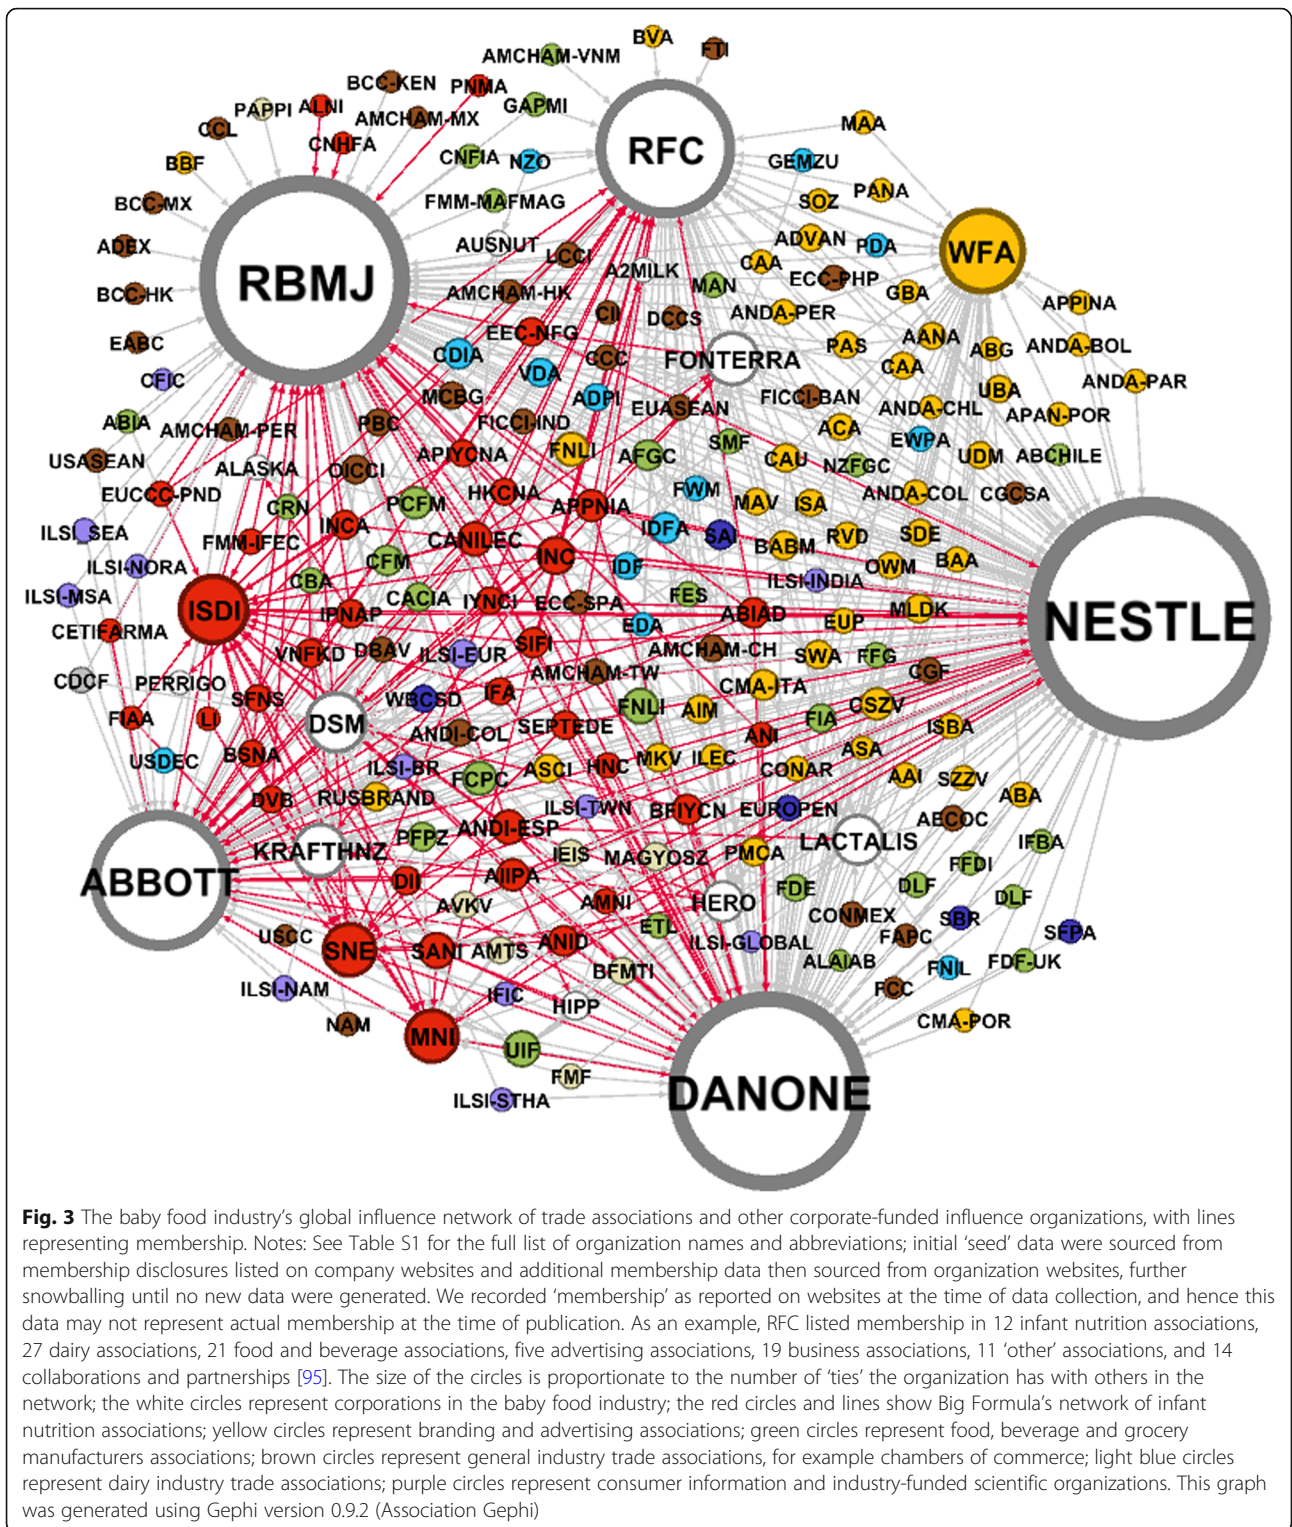 BVA
FTI
AMCHAM-VNM
BCC-KEN
PNMA
GAPMI
RFC
PAPPI
ALNI
AMCHAM-MX
MAA
CCL
CNHFA
CNFIA
NZO
GEMZU
BBF
PANA
BCC-MX
FMM-MAFMAG
SOZ
ADEX
AUSNUT
LCCI
ADVAN
PDA
WFA
RBMJ
A2MILK
CAA
ECC-PHP
BCC-HK
AMCHAM-HK
MAN
GBA
APPINA
CII
DCCS
ANDA-PER
EABC
EEC-NFG
AANA
CDIA
CCC
FONTERRA
PAS
ABG
ANDA-BOL
CFIC
VDA
CAA
ANDA-PAR
MCBG
ADPI
FICCI-BAN
UBA
ABIA
AMCHAM-PER
PBC
FICCI-IND
EUASEAN
ANDA-CHL
APAN-POR
ACA
USASEAN
ALASKA
OICCI
APIYCNA
FNLI
AFGC
SMF
EWPA
CAU
NZFGC
UDM
ABCHILE
EUCCC-PND
CRN
PCFM
HKCNA
APPNIA
FWM
MAV
ISA
ANDA-COL
CGCSA
ILSI_SEA
FMM-IFEC
INCA
CANILEC
IDFA
SAI
BABM
RVD
SDE
ILSI-NORA
CFM
INC
IDF
ILSI-INDIA
OWM
BAA
ILSI-MSA
ISDI
CBA
CACIA
IYNCI
ECC-SPA
FES
ABIAD
MLDK
NESTLE
CETIFARMA
IPNAP
EDA
EUP
VNFKD
DBAV
ILSI-EUR
SIFI
AMCHAM-CH
SWA
FFG
CDCF
PERRIGO
AMCHAM-TW
CGF
SFNS
WBCSD
IFA
CMA-ITA
FIAA
LI
DSM
FNLI
AIM
FIA
CSZV
ANDI-COL
SEPTEDE
ANI
ISBA
USDEC
BSNA
ILSI-BR
FCPC
ASCI
HNC
MKV
ILEC
CONAR
ASA
AAI
SZZV
DVB
RUSBRAND
ILSI-TWN
BFIYCN
EUROPEN
ABA
ABCOC
PFPZ
ANDI-ESP
LACTALIS
IFBA
KRAFTHNZ
IEIS
MAGYOSZ
PMCA
FFDI
ABBOTT
DII
AIIPA
FDE
DLF
DLF
AVKV
AMNI
HERO
CONMEX
SBR
USCC
SNE
SANI
AMTS
ANID
ETL
ILSI-GLOBAL
FAPC
SFPA
ALAIAB
FNIL
FDF-UK
BFMTI
ILSI-NAM
IFIC
HIPP
FCC
NAM
MNI
UIF
CMA-POR
FMF
DANONE
ILSI-STHA
Fig. 3 The baby food industry's global influence network of trade associations and other corporate-funded influence organizations, with lines
representing membership. Notes: See Table S1 for the full list of organization names and abbreviations; initial 'seed' data were sourced from
membership disclosures listed on company websites and additional membership data then sourced from organization websites, further
snowballing until no new data were generated. We recorded 'membership' as reported on websites at the time of data collection, and hence this
data may not represent actual membership at the time of publication. As an example, RFC listed membership in 12 infant nutrition associations,
27 dairy associations, 21 food and beverage associations, five advertising associations, 19 business associations, 11 'other' associations, and 14
collaborations and partnerships [95]. The size of the circles is proportionate to the number of 'ties' the organization has with others in the
network; the white circles represent corporations in the baby food industry; the red circles and lines show Big Formula's network of infant
nutrition associations; yellow circles represent branding and advertising associations; green circles represent food, beverage and grocery
manufacturers associations; brown circles represent general industry trade associations, for example chambers of commerce; light blue circles
represent dairy industry trade associations; purple circles represent consumer information and industry-funded scientific organizations. This graph
was generated using Gephi version 0.9.2 (Association Gephi)